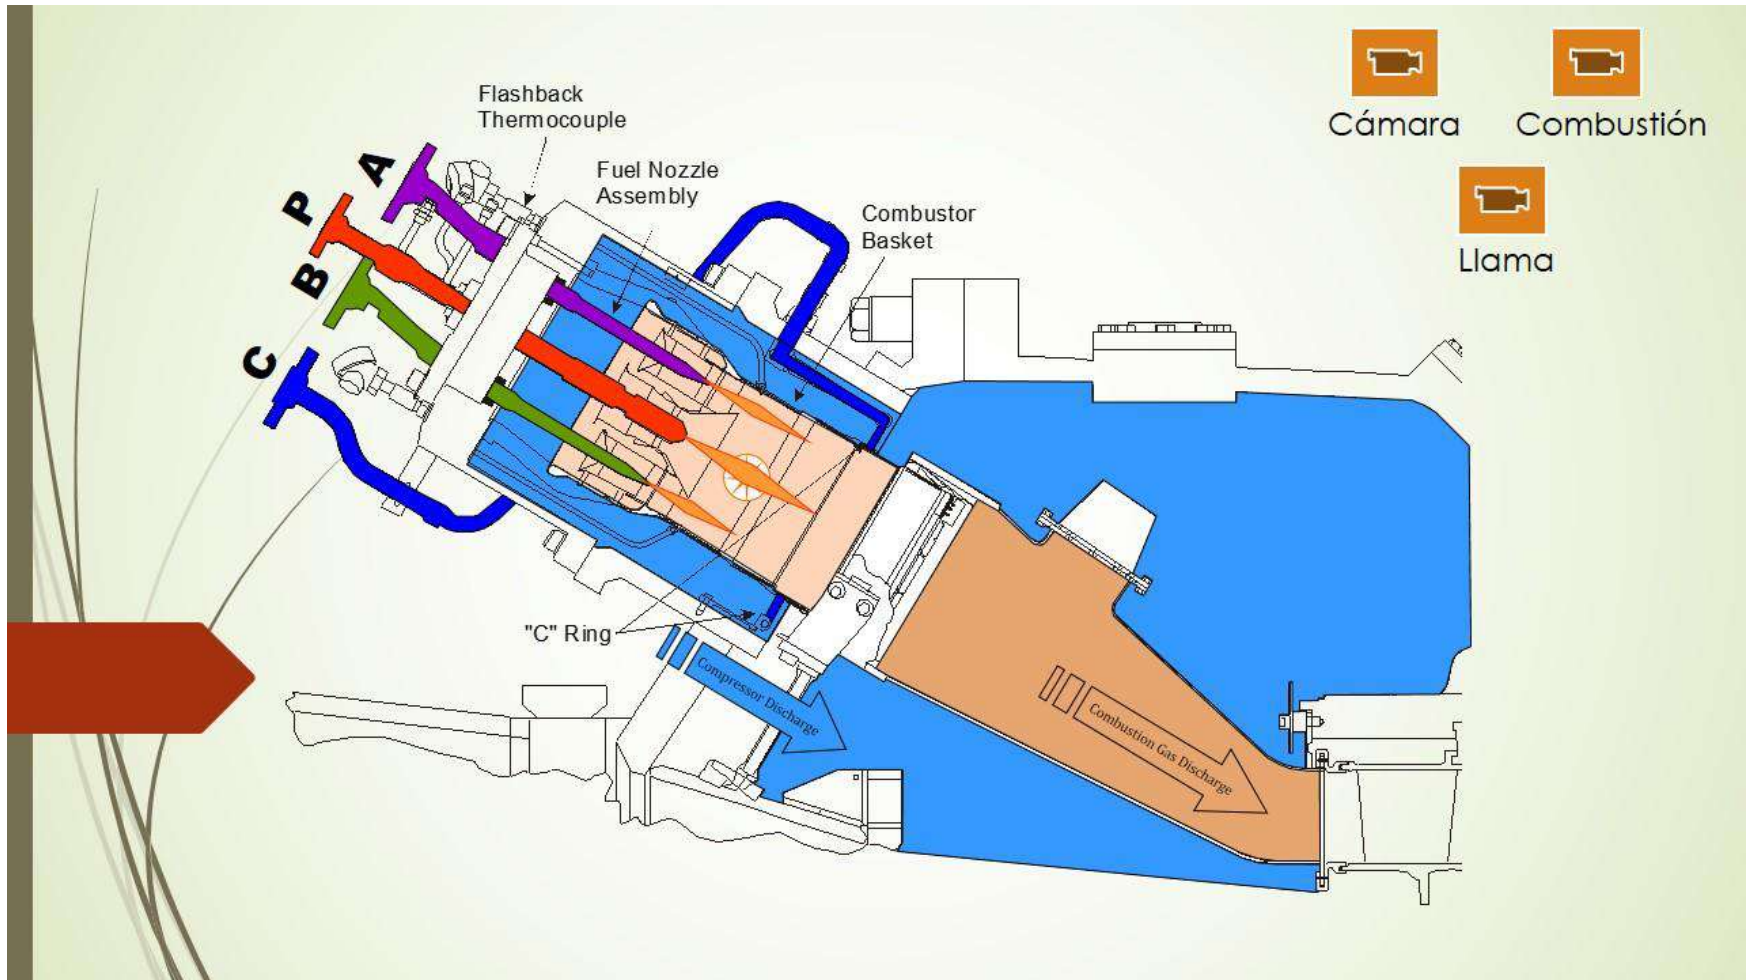 Cámara
Combustión
Llama
Flashback
Thermocouple
Fuel Nozzle
Assembly
Combustor
Basket
A
P
B
C
"C" Ring
Compressor Discharge
Combustion Gas Discharge